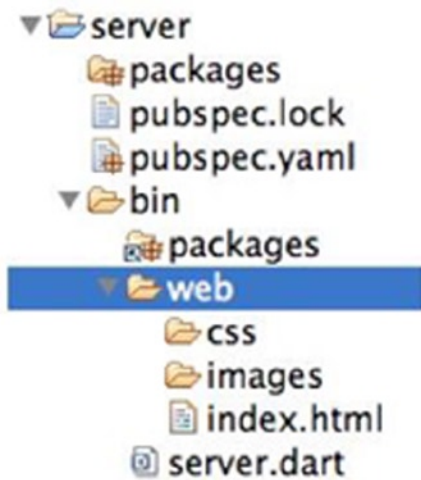 server
packages
pubspec.lock
pubspec.yaml
bin
packages
web
css
images
index.html
server.dart